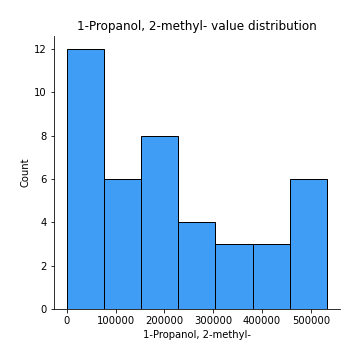 1-Propanol, 2-methyl- value distribution
12
10
8
6
4
2
0
Count
0 100000 200000 300000 400000 500000
1-Propanol, 2-methyl-